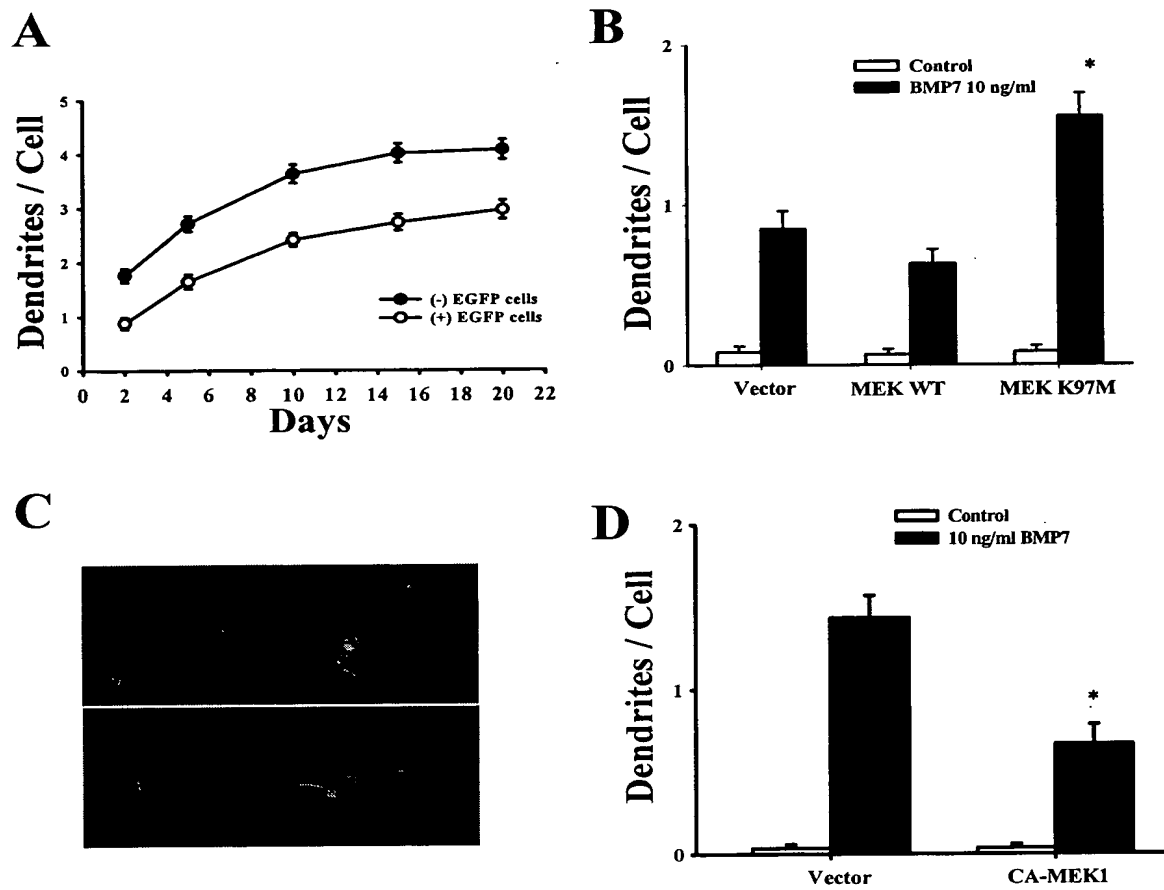 A
Dendrites / Cell
5
4
3
2
1
0
(-) EGFP cells
(+) EGFP cells
0 2 4 6 8 10 12 14 16 18 20 22
Days
B
Dendrites / Cell
2
1
0
Control
BMP7 10 ng/ml
*
Vector MEK WT MEK K97M
C
D
Dendrites / Cell
2
1
0
Control
10 ng/ml BMP7
*
Vector CA-MEK1